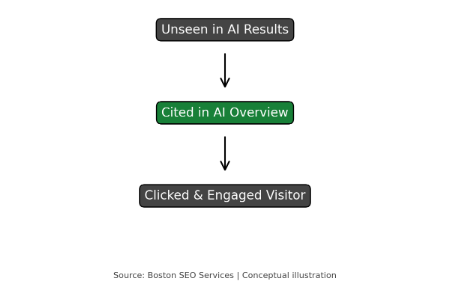 Unseen in AI Results
Cited in AI Overview
Clicked & Engaged Visitor
Source: Boston SEO Services | Conceptual illustration